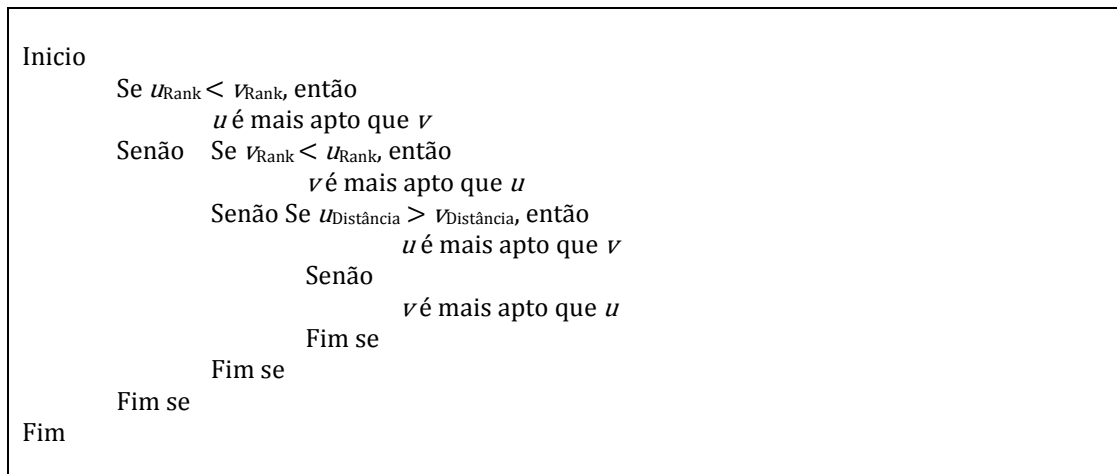 Inicio
Se uRank < vRank, então
u é mais apto que v
Senão Se vRank < uRank, então
v é mais apto que u
Senão Se uDistância > vDistância, então
u é mais apto que v
Senão
v é mais apto que u
Fim se
Fim se
Fim se
Fim